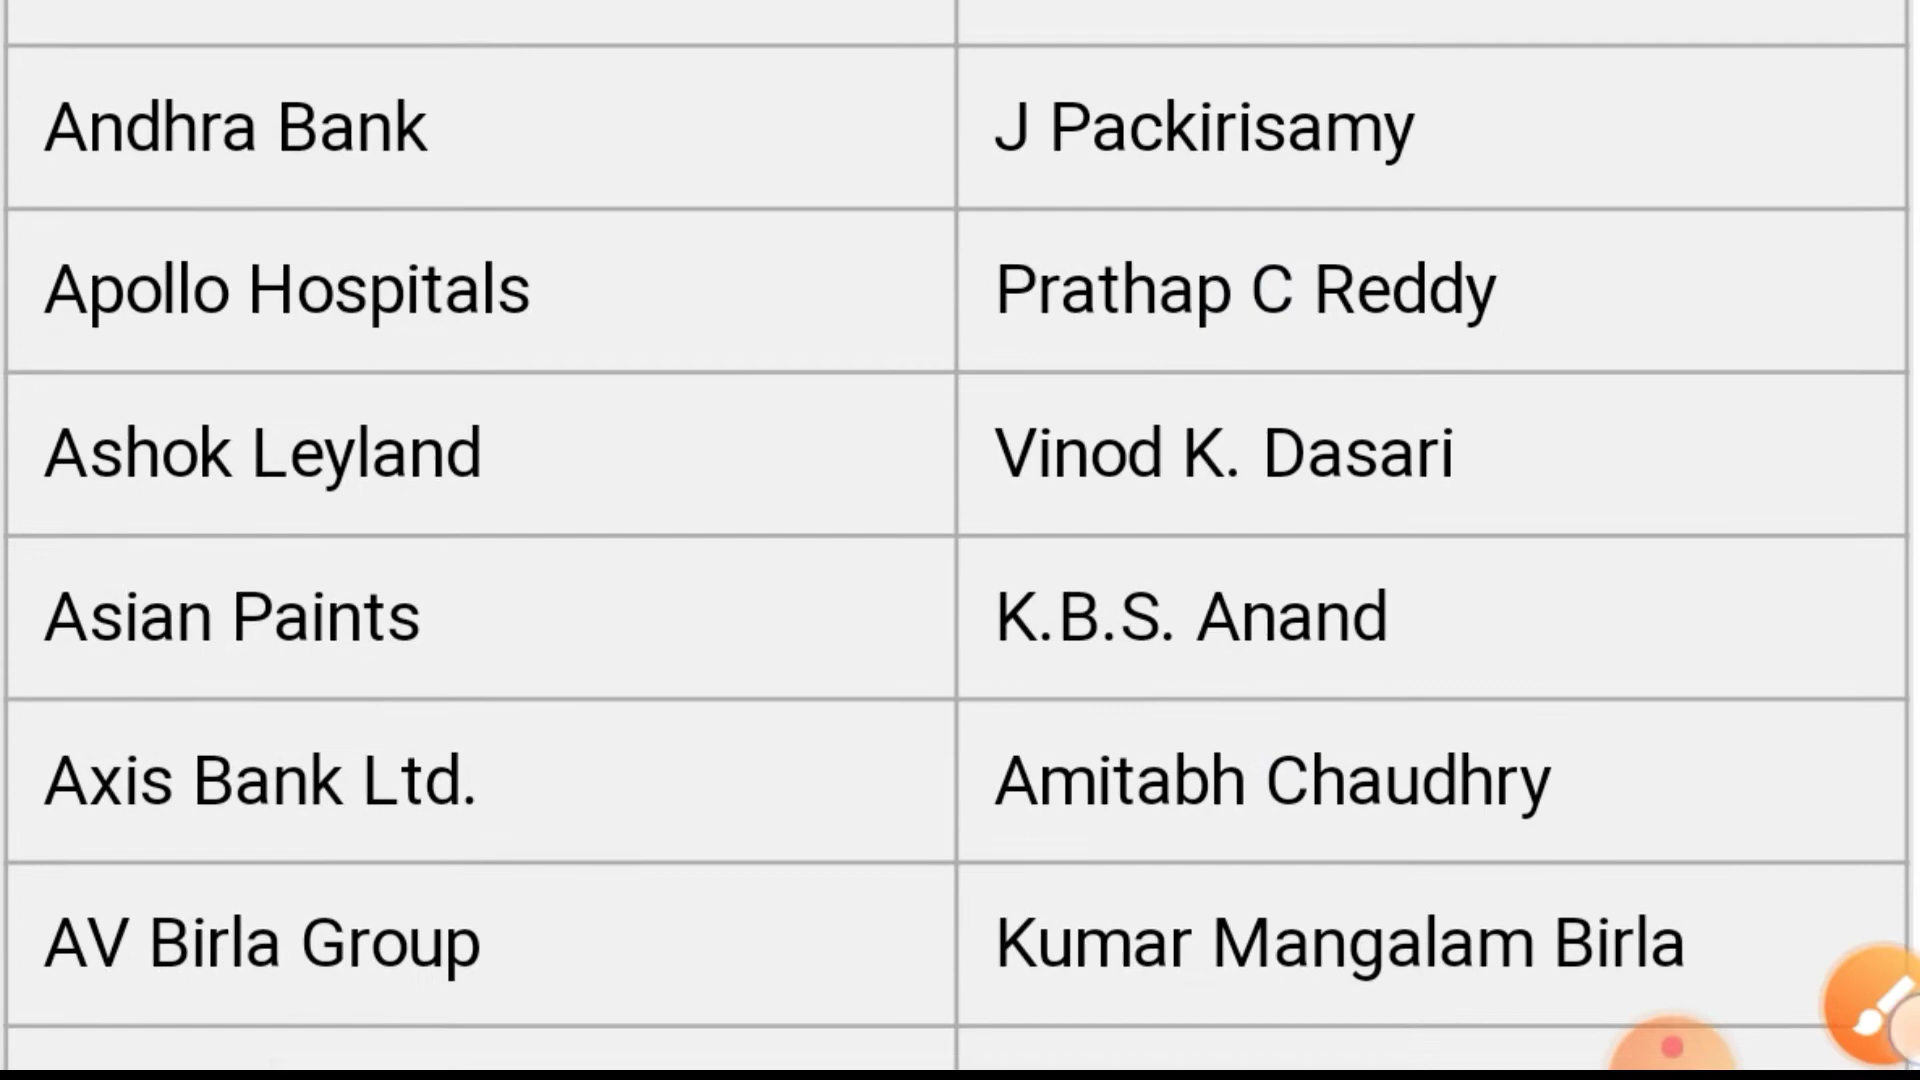 Andhra Bank J Packirisamy
Apollo Hospitals Prathap C Reddy
Ashok Leyland Vinod K. Dasari
Asian Paints K.B.S. Anand
Axis Bank Ltd. Amitabh Chaudhry
AV Birla Group Kumar Mangalam Birla